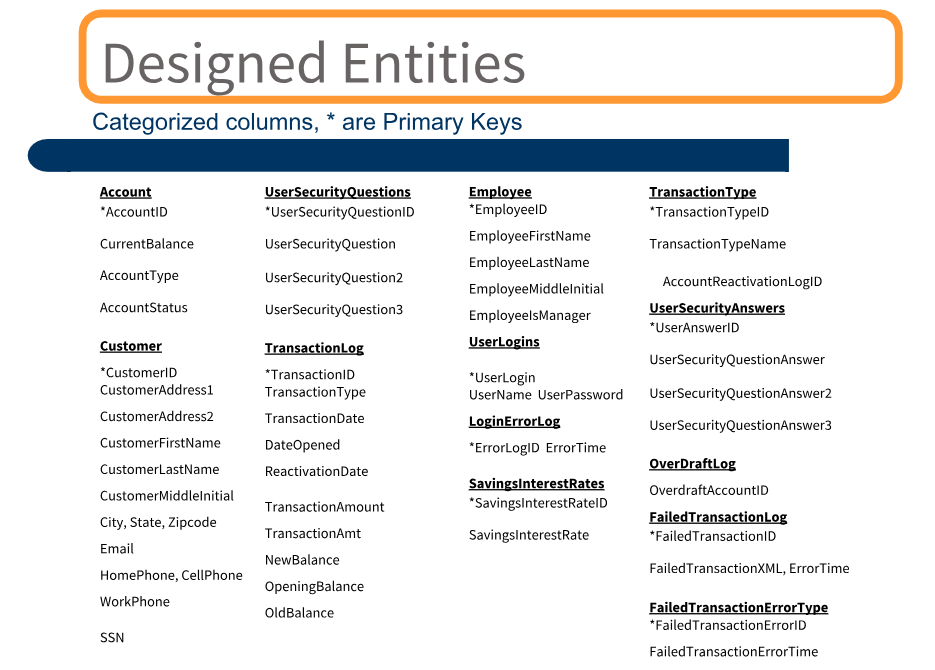 Designed Entities
Categorized columns, * are Primary Keys
Account
*AccountID
CurrentBalance
AccountType
AccountStatus
Customer
*CustomerID
CustomerAddress1
CustomerAddress2
CustomerFirstName
CustomerLastName
CustomerMiddleInitial
City, State, Zipcode
Email
HomePhone, CellPhone
WorkPhone
SSN
UserSecurityQuestions
*UserSecurityQuestionID
UserSecurityQuestion
UserSecurityQuestion2
UserSecurityQuestion3
TransactionLog
*TransactionID
TransactionType
TransactionDate
DateOpened
ReactivationDate
TransactionAmount
TransactionAmt
NewBalance
OpeningBalance
OldBalance
Employee
*EmployeeID
EmployeeFirstName
EmployeeLastName
EmployeeMiddleInitial
EmployeeIsManager
UserLogins
*UserLogin
UserName UserPassword
LoginErrorLog
*ErrorLogID ErrorTime
SavingsInterestRates
*SavingsInterestRateID
SavingsInterestRate
TransactionType
*TransactionTypeID
TransactionTypeName
AccountReactivationLogID
UserSecurityAnswers
*UserAnswerID
UserSecurityQuestionAnswer
UserSecurityQuestionAnswer2
UserSecurityQuestionAnswer3
OverDraftLog
OverdraftAccountID
FailedTransactionLog
*FailedTransactionID
FailedTransactionXML, ErrorTime
FailedTransactionErrorType
*FailedTransactionErrorID
FailedTransactionErrorTime